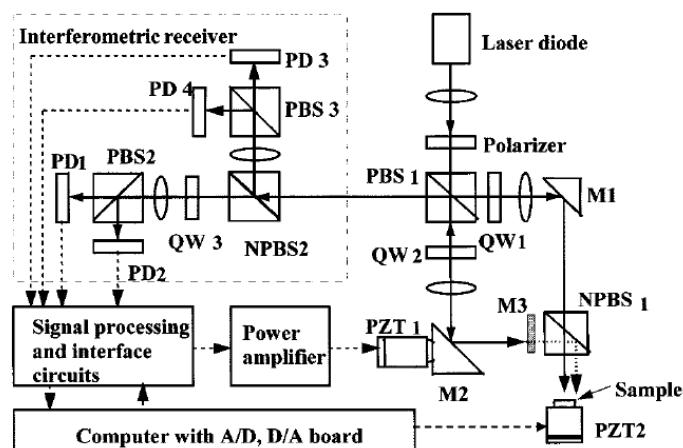 Interferometric receiver
Laser diode
PD 3
PD 4
PBS 3
Polarizer
PD1
PBS2
PBS 1
M1
QW 3
NPBS2
QW 2
QW1
PD2
M3
NPBS 1
PZT 1
Signal processing
and interface
circuits
Power
amplifier
M2
Sample
Computer with A/D, D/A board
PZT2